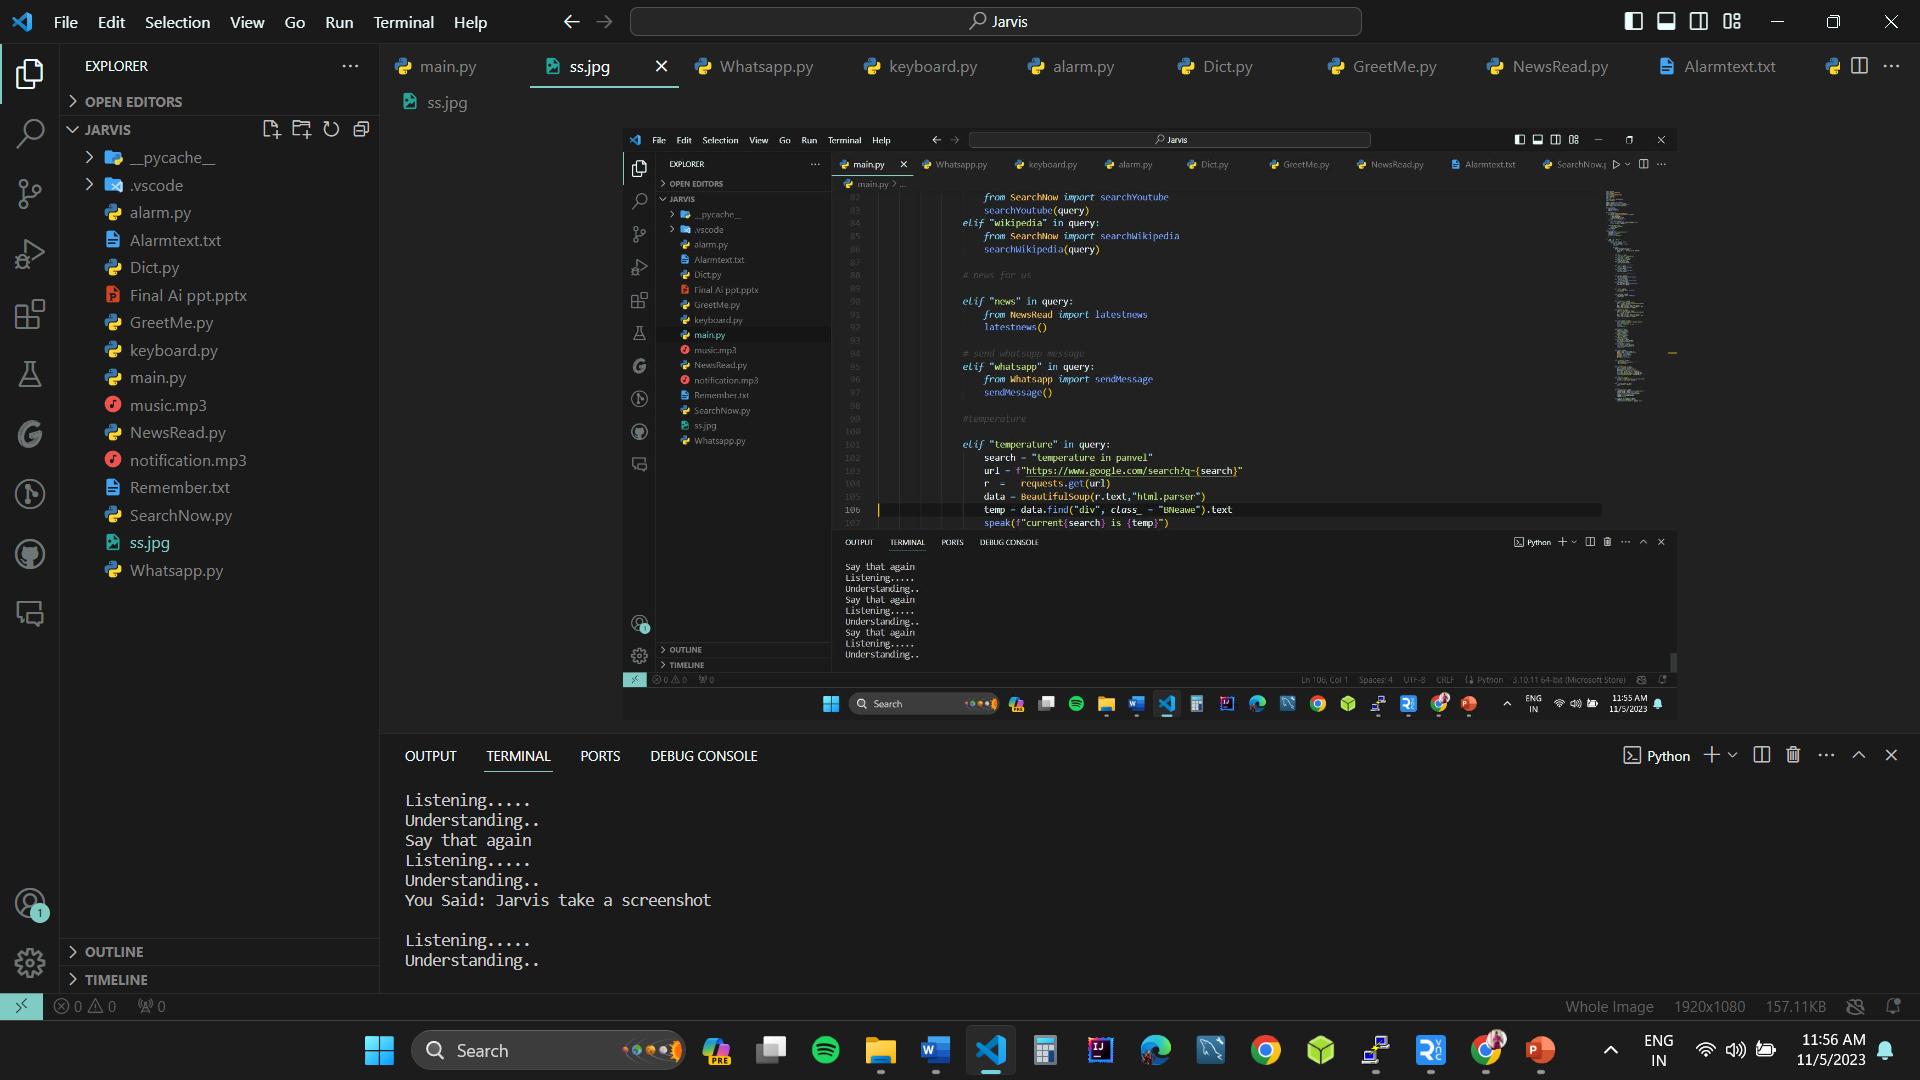 File Edit Selection View Go Run Terminal Help
Jarvis
EXPLORER
OPEN EDITORS
JARVIS
__pycache__
.vscode
alarm.py
Alarmtext.txt
Dict.py
Final Ai ppt.pptx
GreetMe.py
keyboard.py
main.py
music.mp3
NewsRead.py
notification.mp3
Remember.txt
SearchNow.py
ss.jpg
Whatsapp.py
OUTLINE
TIMELINE
main.py ss.jpg Whatsapp.py keyboard.py alarm.py Dict.py GreetMe.py NewsRead.py Alarmtext.txt
ss.jpg
File Edit Selection View Go Run Terminal Help
Jarvis
EXPLORER
OPEN EDITORS
JARVIS
__pycache__
.vscode
alarm.py
Alarmtext.txt
Dict.py
Final Ai ppt.pptx
GreetMe.py
keyboard.py
main.py
music.mp3
NewsRead.py
notification.mp3
Remember.txt
SearchNow.py
ss.jpg
Whatsapp.py
OUTLINE
TIMELINE
main.py Whatsapp.py keyboard.py alarm.py Dict.py GreetMe.py NewsRead.py Alarmtext.txt SearchNow.p
main.py > ...
82 from SearchNow import searchYoutube
83 searchYoutube(query)
84 elif "wikipedia" in query:
85 from SearchNow import searchWikipedia
86 searchWikipedia(query)
87
88 # news for us
89
90 elif "news" in query:
91 from NewsRead import latestnews
92 latestnews()
93
94 # send whatsapp message
95 elif "whatsapp" in query:
96 from Whatsapp import sendMessage
97 sendMessage()
98
99 #temperature
100
101 elif "temperature" in query:
102 search = "temperature in panvel"
103 url = f"https://www.google.com/search?q={search}"
104 r = requests.get(url)
105 data = BeautifulSoup(r.text,"html.parser")
106 temp = data.find("div", class_ = "BNeawe").text
107 speak(f"current{search} is {temp}")
OUTPUT TERMINAL PORTS DEBUG CONSOLE
Python
Say that again
Listening.....
Understanding..
Say that again
Listening.....
Understanding..
Say that again
Listening.....
Understanding..
0 0 0
Ln 106, Col 1 Spaces: 4 UTF-8 CRLF Python 3.10.11 64-bit (Microsoft Store)
Search
ENG
IN
11:55 AM
11/5/2023
OUTPUT TERMINAL PORTS DEBUG CONSOLE
Python
Listening.....
Understanding..
Say that again
Listening.....
Understanding..
You Said: Jarvis take a screenshot
Listening.....
Understanding..
1
0 0 0
Whole Image 1920x1080 157.11KB
Search
PRE
ENG
IN
11:56 AM
11/5/2023